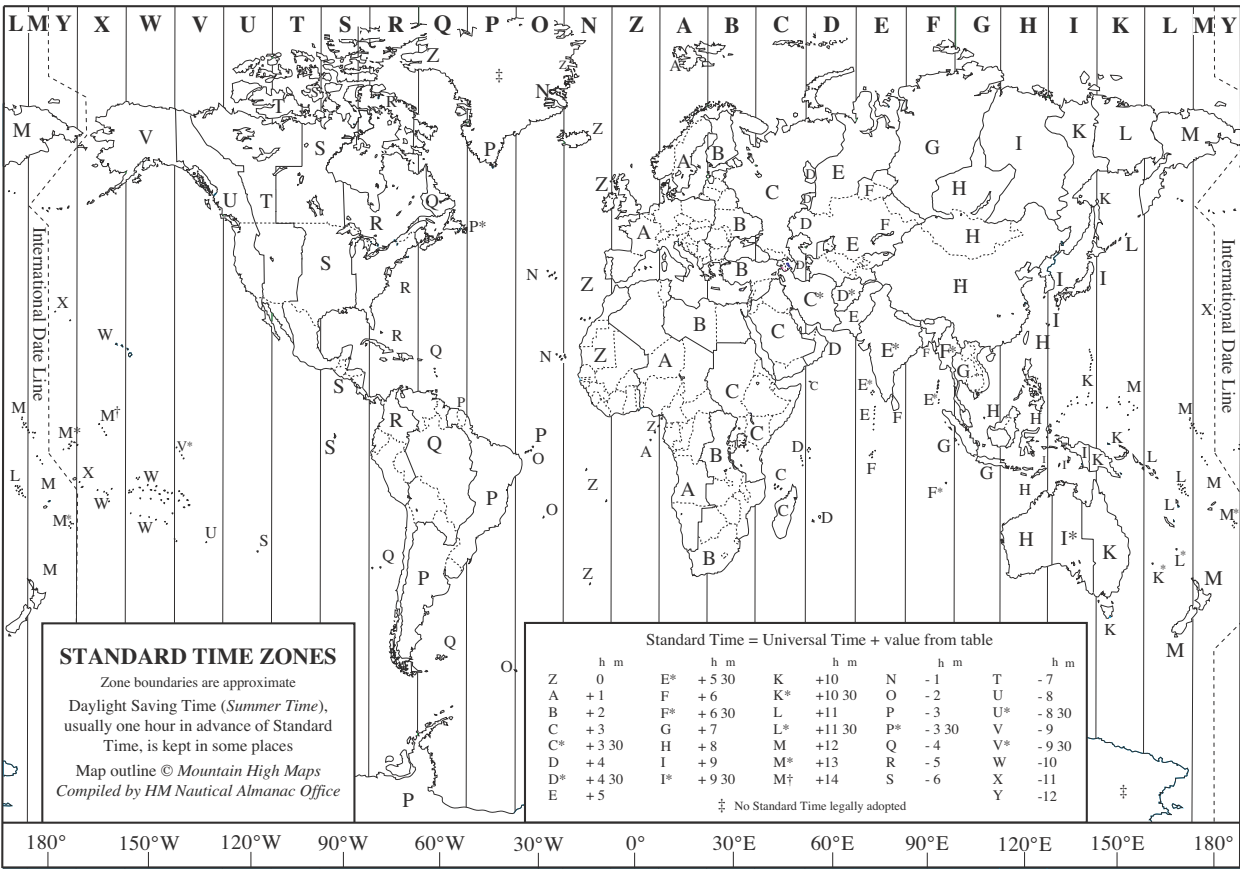 L M Y X W V U T S R Q P O N Z A B C D E F G H I K L M Y
Z ‡ Z A
T R N
M V S P Z A B C D E G I K L M
Z D F H K
U T Q D
R P* A B D F H L
S B D E
N Z C* D* H I I
X R E X
W R Q N Z A B C D E* F F* H I
S P C E* G K M
M M† R Z E E* F H H K M
M* V* S Q P A B C D G I I K K
L M X W O F G L
W N A C F* H L M
M* W U S P O C D H I* K L M*
M Q N B K* L* M
P K M
Q O
P ‡
International Date Line
International Date Line
STANDARD TIME ZONES
Zone boundaries are approximate
Daylight Saving Time (Summer Time),
usually one hour in advance of Standard
Time, is kept in some places
Map outline © Mountain High Maps
Compiled by HM Nautical Almanac Office
Standard Time = Universal Time + value from table
h m h m h m h m h m
Z 0 E* + 5 30 K +10 N - 1 T - 7
A + 1 F + 6 K* +10 30 O - 2 U - 8
B + 2 F* + 6 30 L +11 P - 3 U* - 8 30
C + 3 G + 7 L* +11 30 P* - 3 30 V - 9
C* + 3 30 H + 8 M +12 Q - 4 V* - 9 30
D + 4 I + 9 M* +13 R - 5 W -10
D* + 4 30 I* + 9 30 M† +14 S - 6 X -11
E + 5 Y -12
‡ No Standard Time legally adopted
180° 150°W 120°W 90°W 60°W 30°W 0° 30°E 60°E 90°E 120°E 150°E 180°